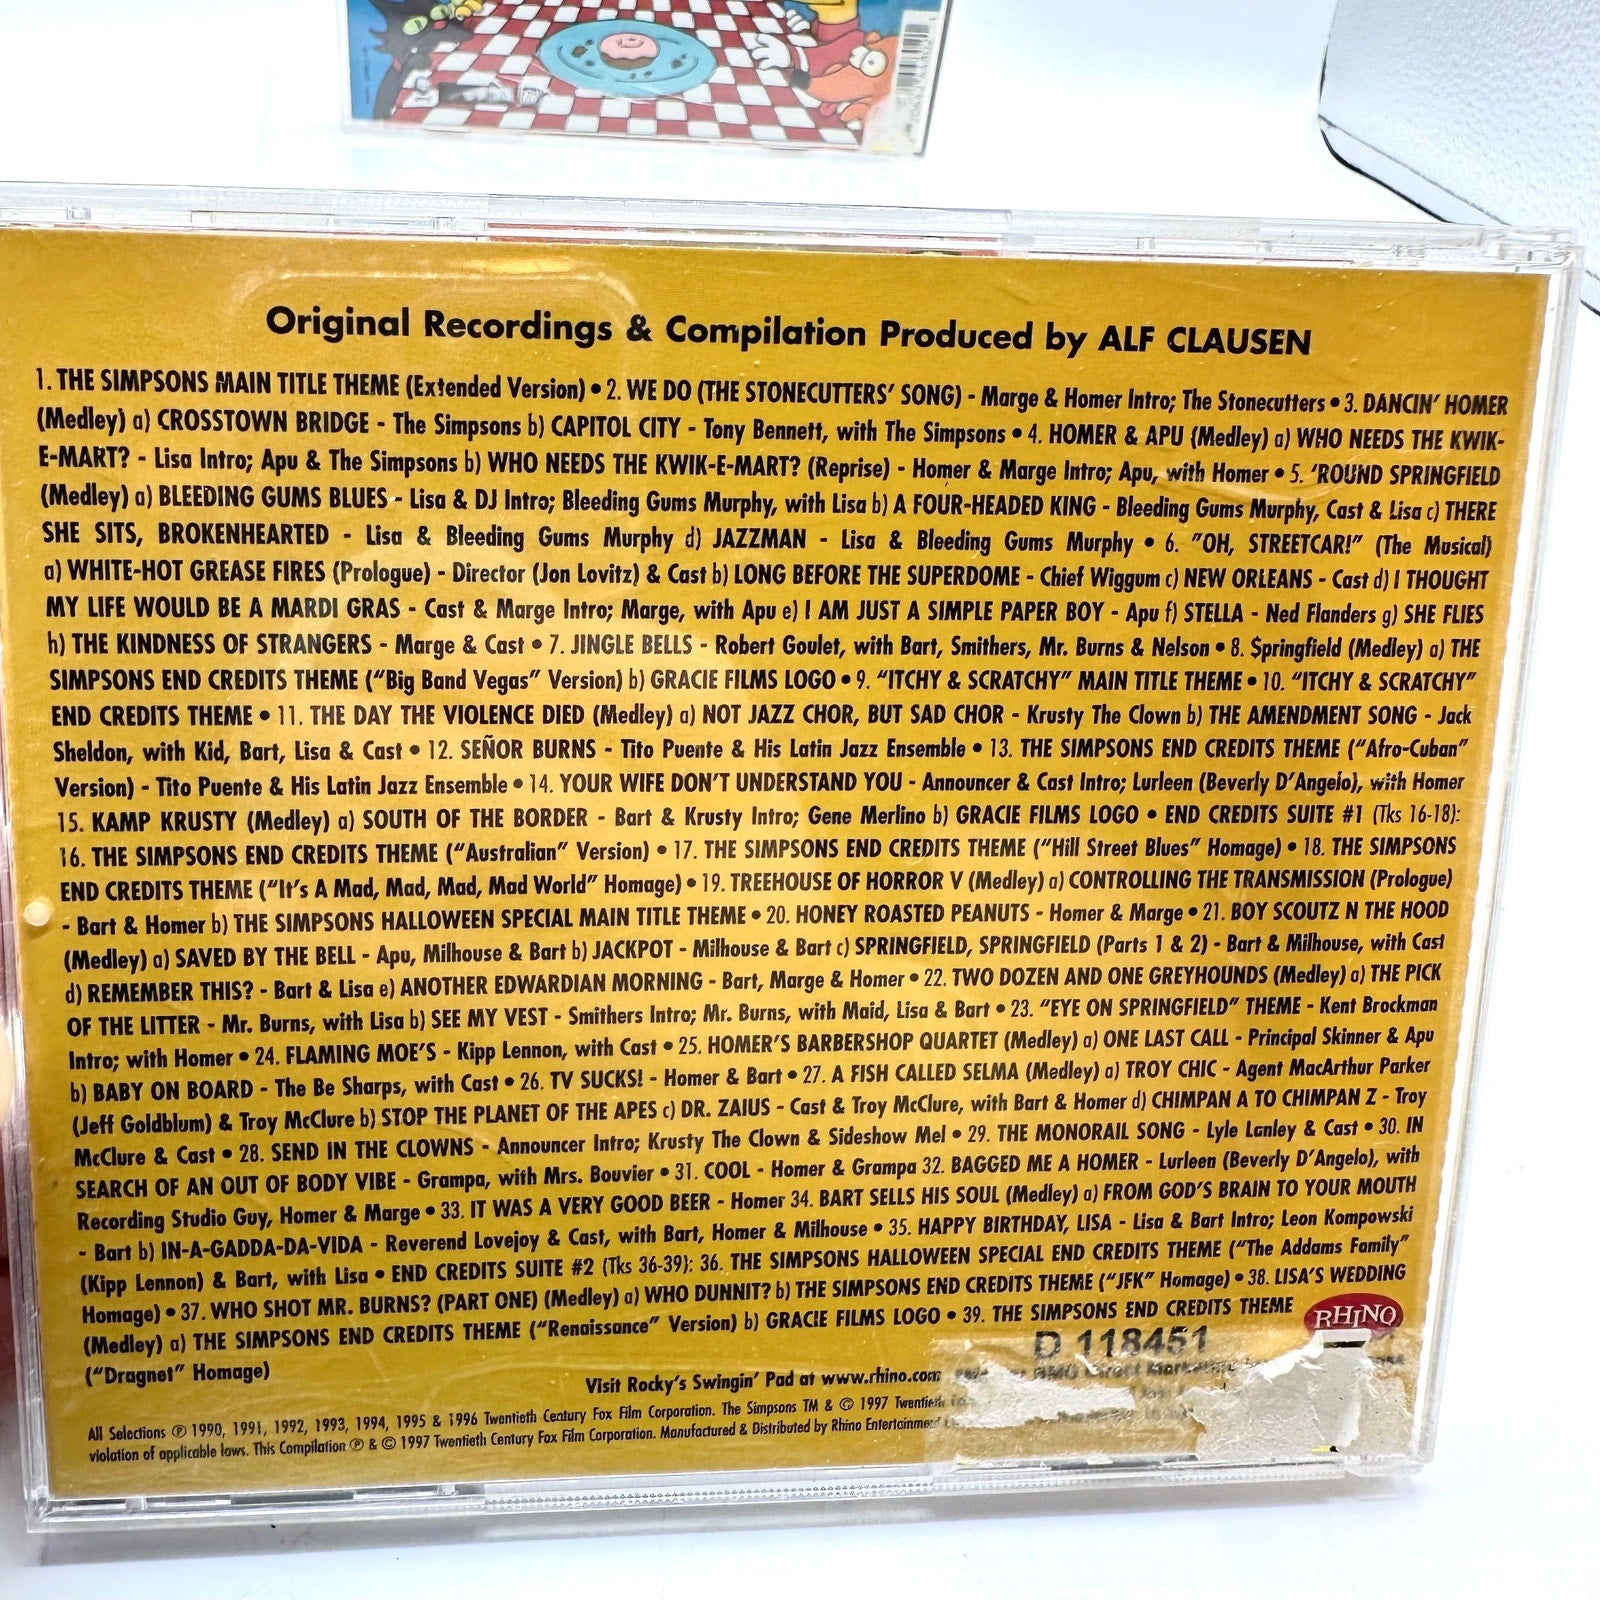 Original Recordings & Compilation Produced by ALF CLAUSEN
1. THE SIMPSONS MAIN TITLE THEME (Extended Version) • 2. WE DO (THE STONECUTTERS' SONG) - Marge & Homer Intro; The Stonecutters • 3. DANCIN' HOMER
(Medley) a) CROSSTOWN BRIDGE - The Simpsons b) CAPITOL CITY - Tony Bennett, with The Simpsons • 4. HOMER & APU (Medley) a) WHO NEEDS THE KWIK-
E-MART? - Lisa Intro; Apu & The Simpsons b) WHO NEEDS THE KWIK-E-MART? (Reprise) - Homer & Marge Intro; Apu, with Homer • 5. 'ROUND SPRINGFIELD
(Medley) a) BLEEDING GUMS BLUES - Lisa & DJ Intro; Bleeding Gums Murphy, with Lisa b) A FOUR-HEADED KING - Bleeding Gums Murphy, Cast & Lisa c) THERE
SHE SITS, BROKENHEARTED - Lisa & Bleeding Gums Murphy d) JAZZMAN - Lisa & Bleeding Gums Murphy • 6. "OH, STREETCAR!" (The Musical)
a) WHITE-HOT GREASE FIRES (Prologue) - Director (Jon Lovitz) & Cast b) LONG BEFORE THE SUPERDOME - Chief Wiggum c) NEW ORLEANS - Cast d) I THOUGHT
MY LIFE WOULD BE A MARDI GRAS - Cast & Marge Intro; Marge, with Apu e) I AM JUST A SIMPLE PAPER BOY - Apu f) STELLA - Ned Flanders g) SHE FLIES
h) THE KINDNESS OF STRANGERS - Marge & Cast • 7. JINGLE BELLS - Robert Goulet, with Bart, Smithers, Mr. Burns & Nelson • 8. $pringfield (Medley) a) THE
SIMPSONS END CREDITS THEME ("Big Band Vegas" Version) b) GRACIE FILMS LOGO • 9. "ITCHY & SCRATCHY" MAIN TITLE THEME • 10. "ITCHY & SCRATCHY"
END CREDITS THEME • 11. THE DAY THE VIOLENCE DIED (Medley) a) NOT JAZZ CHOR, BUT SAD CHOR - Krusty The Clown b) THE AMENDMENT SONG - Jack
Sheldon, with Kid, Bart, Lisa & Cast • 12. SEÑOR BURNS - Tito Puente & His Latin Jazz Ensemble • 13. THE SIMPSONS END CREDITS THEME ("Afro-Cuban"
Version) - Tito Puente & His Latin Jazz Ensemble • 14. YOUR WIFE DON'T UNDERSTAND YOU - Announcer & Cast Intro; Lurleen (Beverly D'Angelo), with Homer
15. KAMP KRUSTY (Medley) a) SOUTH OF THE BORDER - Bart & Krusty Intro; Gene Merlino b) GRACIE FILMS LOGO • END CREDITS SUITE #1 (Tks 16-18):
16. THE SIMPSONS END CREDITS THEME ("Australian" Version) • 17. THE SIMPSONS END CREDITS THEME ("Hill Street Blues" Homage) • 18. THE SIMPSONS
END CREDITS THEME ("It's A Mad, Mad, Mad, Mad World" Homage) • 19. TREEHOUSE OF HORROR V (Medley) a) CONTROLLING THE TRANSMISSION (Prologue)
- Bart & Homer b) THE SIMPSONS HALLOWEEN SPECIAL MAIN TITLE THEME • 20. HONEY ROASTED PEANUTS - Homer & Marge • 21. BOY SCOUTZ N THE HOOD
(Medley) a) SAVED BY THE BELL - Apu, Milhouse & Bart b) JACKPOT - Milhouse & Bart c) SPRINGFIELD, SPRINGFIELD (Parts 1 & 2) - Bart & Milhouse, with Cast
d) REMEMBER THIS? - Bart & Lisa e) ANOTHER EDWARDIAN MORNING - Bart, Marge & Homer • 22. TWO DOZEN AND ONE GREYHOUNDS (Medley) a) THE PICK
OF THE LITTER - Mr. Burns, with Lisa b) SEE MY VEST - Smithers Intro; Mr. Burns, with Maid, Lisa & Bart • 23. "EYE ON SPRINGFIELD" THEME - Kent Brockman
Intro; with Homer • 24. FLAMING MOE'S - Kipp Lennon, with Cast • 25. HOMER'S BARBERSHOP QUARTET (Medley) a) ONE LAST CALL - Principal Skinner & Apu
b) BABY ON BOARD - The Be Sharps, with Cast • 26. TV SUCKS! - Homer & Bart • 27. A FISH CALLED SELMA (Medley) a) TROY CHIC - Agent MacArthur Parker
(Jeff Goldblum) & Troy McClure b) STOP THE PLANET OF THE APES c) DR. ZAIUS - Cast & Troy McClure, with Bart & Homer d) CHIMPAN A TO CHIMPAN Z - Troy
McClure & Cast • 28. SEND IN THE CLOWNS - Announcer Intro; Krusty The Clown & Sideshow Mel • 29. THE MONORAIL SONG - Lyle Lanley & Cast • 30. IN
SEARCH OF AN OUT OF BODY VIBE - Grampa, with Mrs. Bouvier • 31. COOL - Homer & Grampa 32. BAGGED ME A HOMER - Lurleen (Beverly D'Angelo), with
Recording Studio Guy, Homer & Marge • 33. IT WAS A VERY GOOD BEER - Homer 34. BART SELLS HIS SOUL (Medley) a) FROM GOD'S BRAIN TO YOUR MOUTH
- Bart b) IN-A-GADDA-DA-VIDA - Reverend Lovejoy & Cast, with Bart, Homer & Milhouse • 35. HAPPY BIRTHDAY, LISA - Lisa & Bart Intro; Leon Kompowski
(Kipp Lennon) & Bart, with Lisa • END CREDITS SUITE #2 (Tks 36-39): 36. THE SIMPSONS HALLOWEEN SPECIAL END CREDITS THEME ("The Addams Family"
Homage) • 37. WHO SHOT MR. BURNS? (PART ONE) (Medley) a) WHO DUNNIT? b) THE SIMPSONS END CREDITS THEME ("JFK" Homage) • 38. LISA'S WEDDING
(Medley) a) THE SIMPSONS END CREDITS THEME ("Renaissance" Version) b) GRACIE FILMS LOGO • 39. THE SIMPSONS END CREDITS THEME
("Dragnet" Homage)
RHINO
D 118451
BMG Direct Marketing
Visit Rocky's Swingin' Pad at www.rhino.com
All Selections ℗ 1990, 1991, 1992, 1993, 1994, 1995 & 1996 Twentieth Century Fox Film Corporation. The Simpsons TM & © 1997
violation of applicable laws. This Compilation ℗ & © 1997 Twentieth Century Fox Film Corporation. Manufactured & Distributed by Rhino